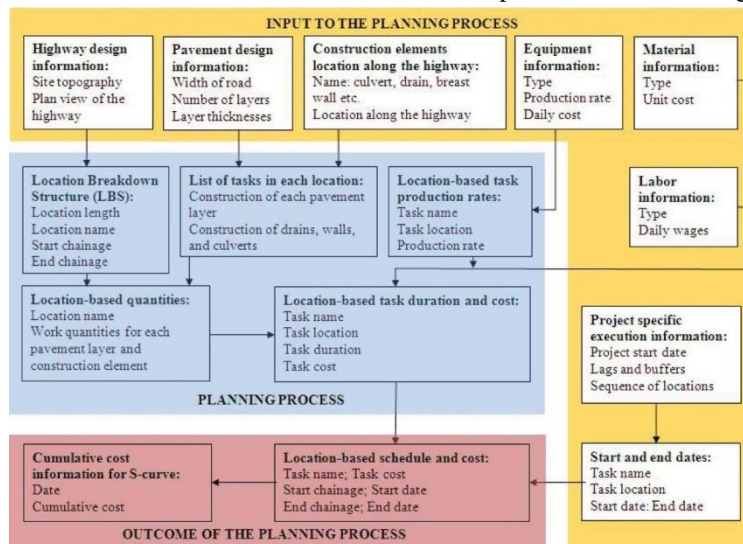 INPUT TO THE PLANNING PROCESS
Highway design
information:
Site topography
Plan view of the
highway
Pavement design
information:
Width of road
Number of layers
Layer thicknesses
Construction elements
location along the highway:
Name: culvert, drain, breast
wall etc.
Location along the highway
Equipment
information:
Type
Production rate
Daily cost
Material
information:
Type
Unit cost
Location Breakdown
Structure (LBS):
Location length
Location name
Start chainage
End chainage
List of tasks in each location:
Construction of each pavement
layer
Construction of drains, walls,
and culverts
Location-based task
production rates:
Task name
Task location
Production rate
Labor
information:
Type
Daily wages
Location-based quantities:
Location name
Work quantities for each
pavement layer and
construction element
Location-based task duration and cost:
Task name
Task location
Task duration
Task cost
Project specific
execution information:
Project start date
Lags and buffers
Sequence of locations
PLANNING PROCESS
Cumulative cost
information for S-curve:
Date
Cumulative cost
Location-based schedule and cost:
Task name; Task cost
Start chainage; Start date
End chainage; End date
Start and end dates:
Task name
Task location
Start date: End date
OUTCOME OF THE PLANNING PROCESS